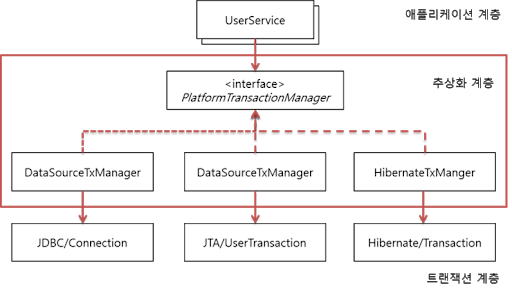 애플리케이션 계층
UserService
추상화 계층
<interface>
PlatformTransactionManager
DataSourceTxManager
DataSourceTxManager
HibernateTxManger
JDBC/Connection
JTA/UserTransaction
Hibernate/Transaction
트랜잭션 계층